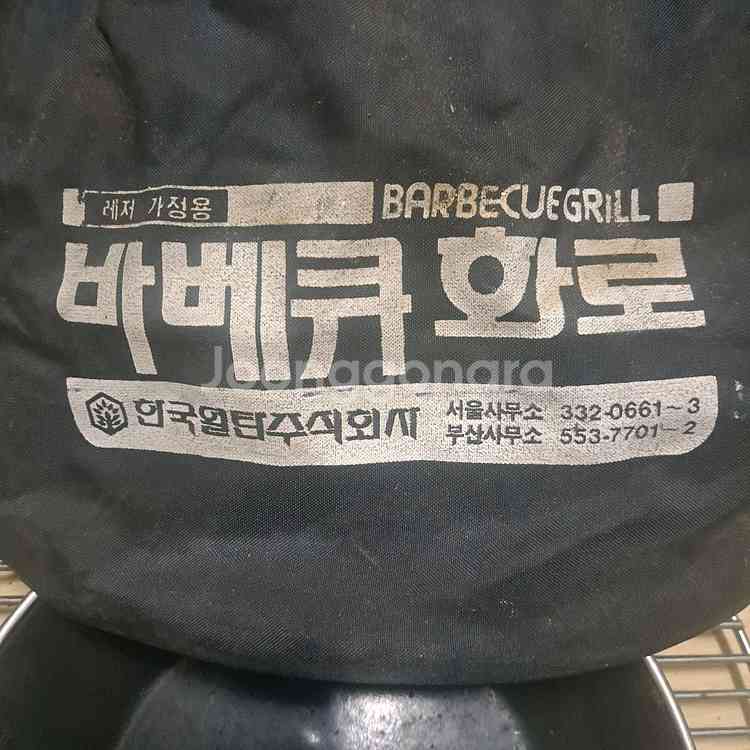 레저 가정용
BARBECUEGRILL
바베큐 화로
Joonggonara
한국열탄주식회사
서울사무소 332-0661~3
부산사무소 553-7701~2